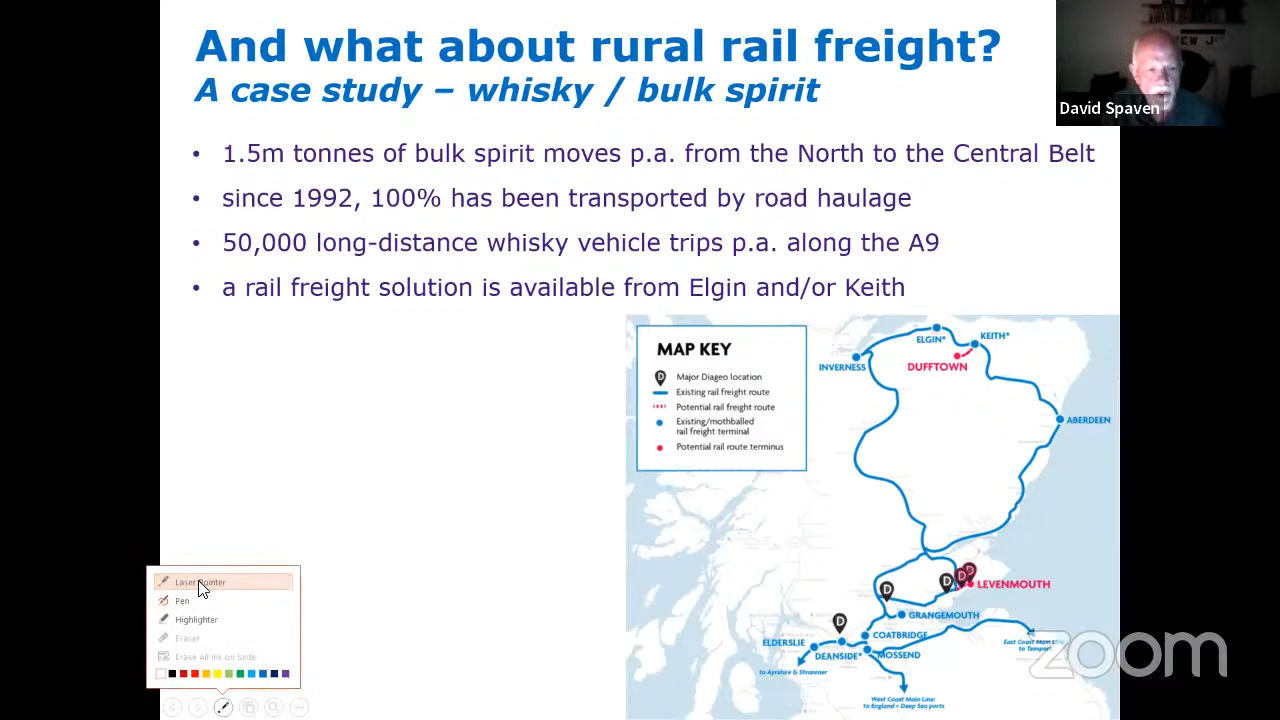 And what about rural rail freight?
A case study – whisky / bulk spirit
David Spaven
• 1.5m tonnes of bulk spirit moves p.a. from the North to the Central Belt
• since 1992, 100% has been transported by road haulage
• 50,000 long-distance whisky vehicle trips p.a. along the A9
• a rail freight solution is available from Elgin and/or Keith
MAP KEY
D Major Diageo location
Existing rail freight route
Potential rail freight route
Existing/mothballed
rail freight terminal
Potential rail route terminus
ELGIN*
KEITH*
INVERNESS
DUFFTOWN
ABERDEEN
D
D
D
D
LEVENMOUTH
GRANGEMOUTH
D
COATBRIDGE
ELDERSLIE
DEANSIDE*
MOSSEND
to Ayrshire & Stranraer
East Coast Main
to
West Coast Main Line:
to England + Deep Sea ports
Laser Pointer
Pen
Highlighter
Eraser
Erase All Ink on Slide
zoom